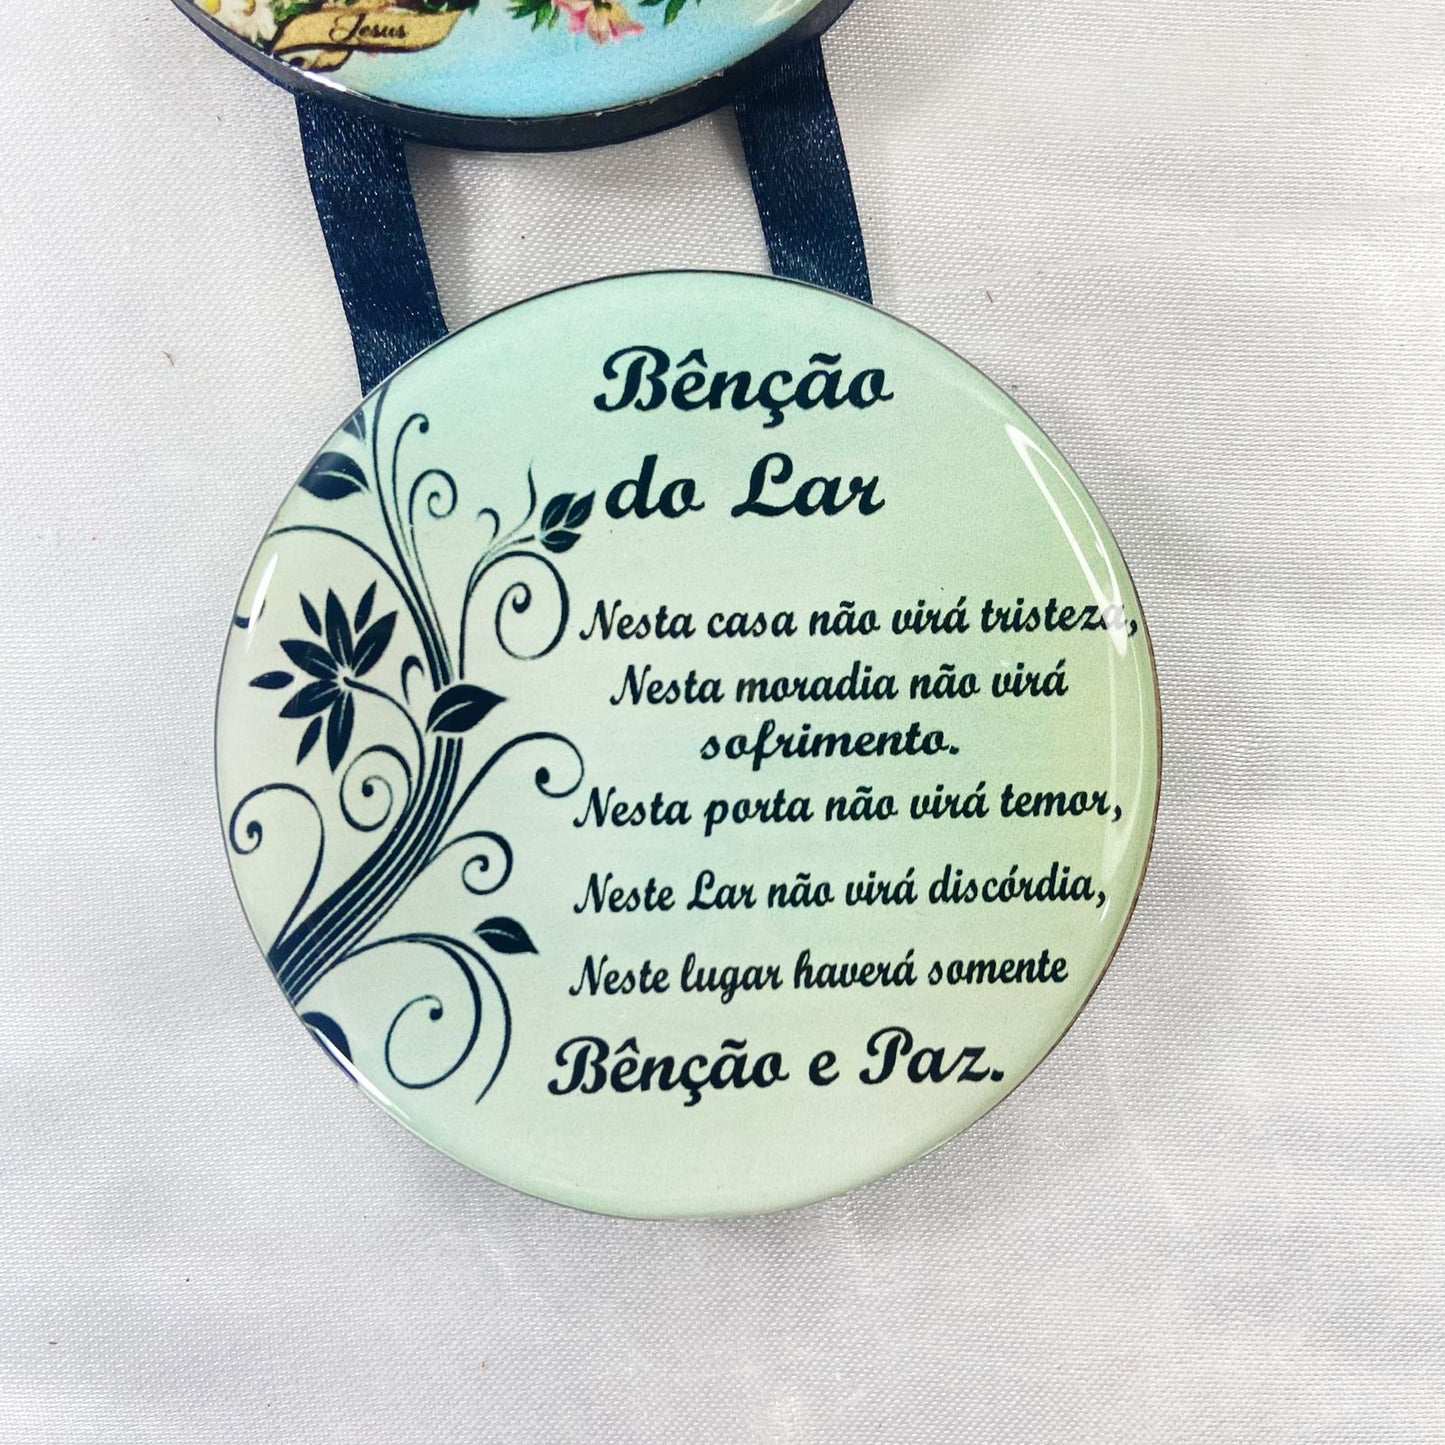 Jesus
Bênção
do Lar
Nesta casa não virá tristeza,
Nesta moradia não virá
sofrimento.
Nesta porta não virá temor,
Neste Lar não virá discórdia,
Neste lugar haverá somente
Bênção e Paz.